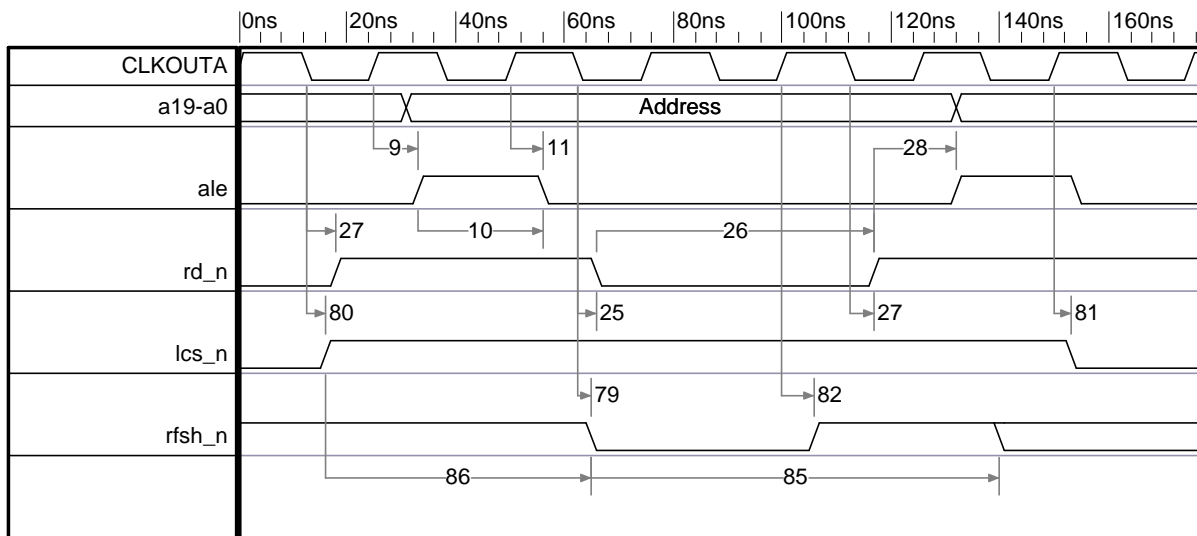 0ns 20ns 40ns 60ns 80ns 100ns 120ns 140ns 160ns
CLKOUTA
a19-a0 Address
9 11 28
ale
27 10 26
rd_n
80 25 27 81
lcs_n
79 82
rfsh_n
86 85